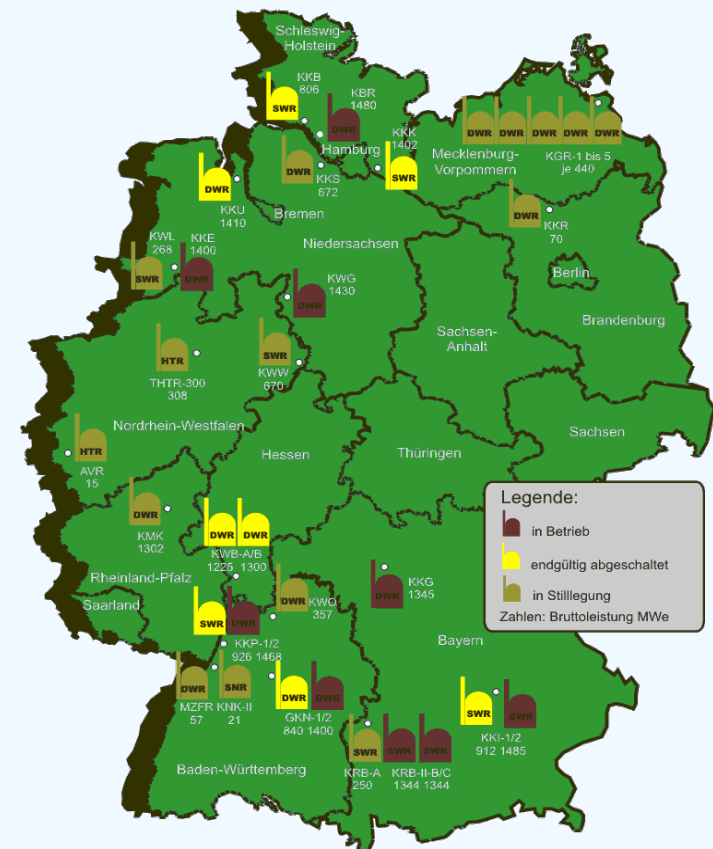 Schleswig-
Holstein
KKB
806
SWR
KBR
1480
DWR
Hamburg
KKK
1402
SWR
DWR
DWR
DWR
DWR
DWR
Mecklenburg-
Vorpommern
KGR-1 bis 5
je 440
DWR
KKS
672
DWR
KKU
1410
Bremen
DWR
KKR
70
KWL
268
SWR
KKE
1400
DWR
Niedersachsen
Berlin
KWG
1430
DWR
Brandenburg
Sachsen-
Anhalt
HTR
THTR-300
308
SWR
KWW
670
Nordrhein-Westfalen
HTR
AVR
15
Hessen
Thüringen
Sachsen
DWR
KMK
1302
DWR
DWR
KWB-A/B
1225 1300
Legende:
in Betrieb
endgültig abgeschaltet
in Stilllegung
Zahlen: Bruttoleistung MWe
Rheinland-Pfalz
Saarland
DWR
KWO
357
DWR
KKG
1345
SWR
DWR
KKP-1/2
926 1468
Bayern
DWR
MZFR
57
SNR
KNK-II
21
DWR
DWR
GKN-1/2
840 1400
SWR
DWR
KKI-1/2
912 1485
SWR
KRB-A
250
SWR
SWR
KRB-II-B/C
1344 1344
Baden-Württemberg